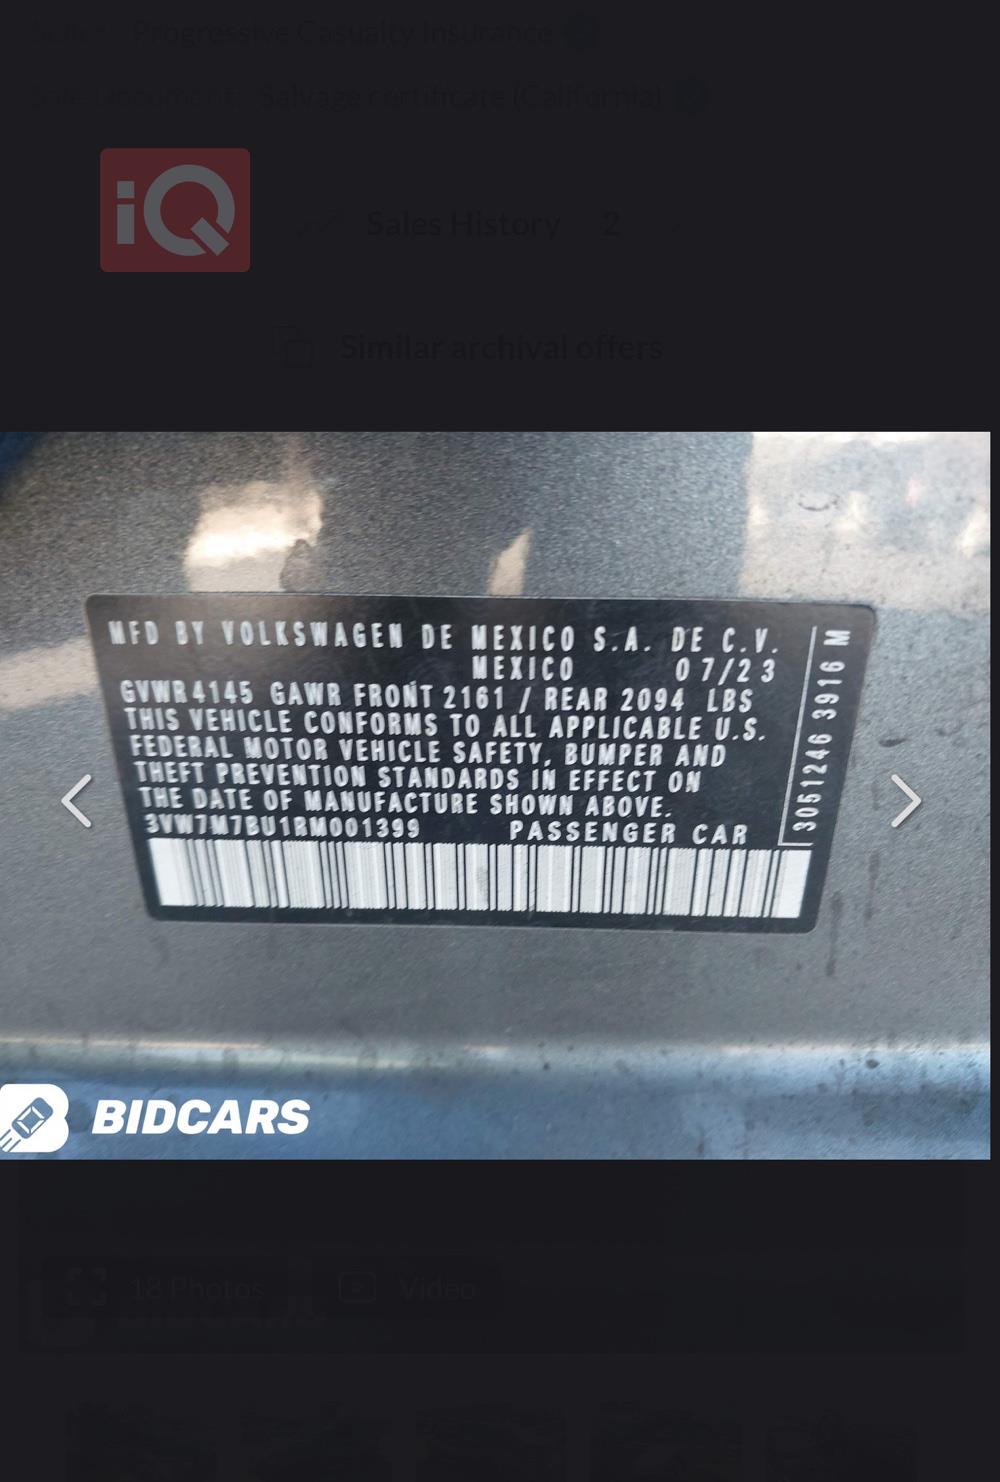 Seller: Progressive Casualty Insurance
Sale Document: Salvage certificate (California)
iQ
Sales History 2
Similar archival offers
MFD BY VOLKSWAGEN DE MEXICO S.A. DE C.V.
MEXICO 07/23
GVWR 4145 GAWR FRONT 2161 / REAR 2094 LBS
THIS VEHICLE CONFORMS TO ALL APPLICABLE U.S.
FEDERAL MOTOR VEHICLE SAFETY, BUMPER AND
THEFT PREVENTION STANDARDS IN EFFECT ON
THE DATE OF MANUFACTURE SHOWN ABOVE.
3VW7M7BU1RM001399 PASSENGER CAR
3051246 3916 M
BIDCARS
18 Photos Video